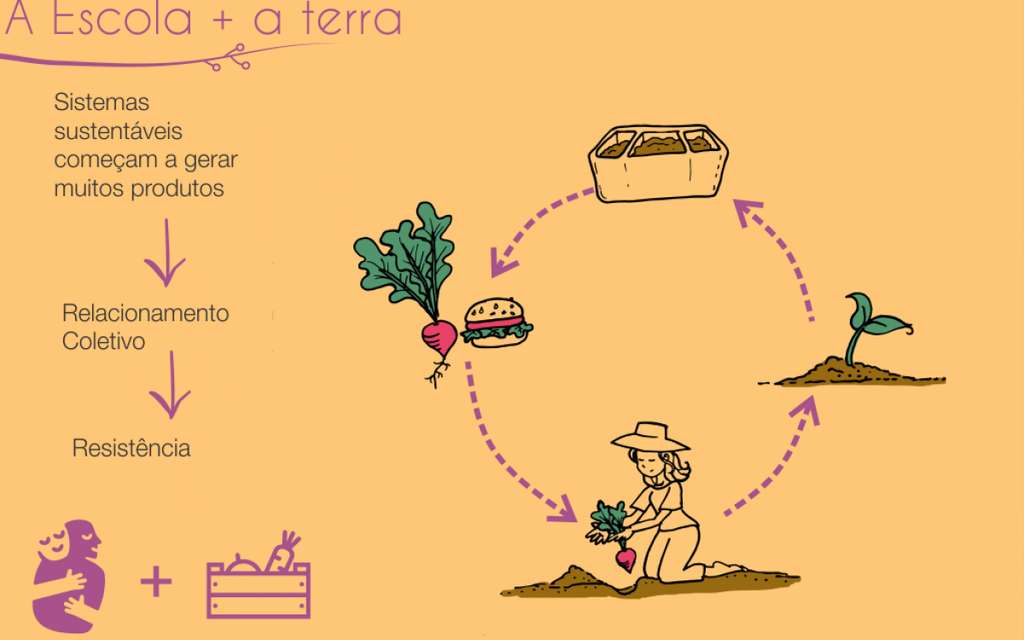 A Escola + a terra
Sistemas
sustentáveis
começam a gerar
muitos produtos
Relacionamento
Coletivo
Resistência
+